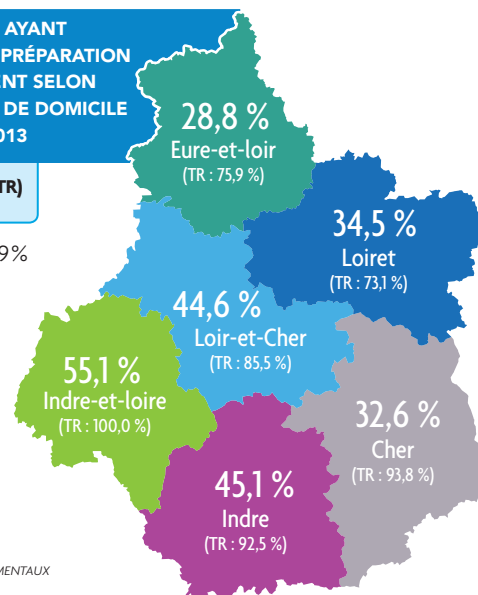 AYANT
PRÉPARATION
ENT SELON
DE DOMICILE
013
TR)
9%
28,8 %
Eure-et-loir
(TR : 75,9 %)
34,5 %
Loiret
(TR : 73,1 %)
44,6 %
Loir-et-Cher
(TR : 85,5 %)
55,1 %
Indre-et-loire
(TR : 100,0 %)
32,6 %
Cher
(TR : 93,8 %)
45,1 %
Indre
(TR : 92,5 %)
MENTAUX